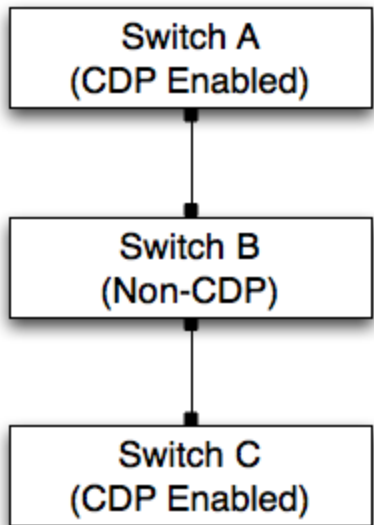 Switch A
(CDP Enabled)
Switch B
(Non-CDP)
Switch C
(CDP Enabled)